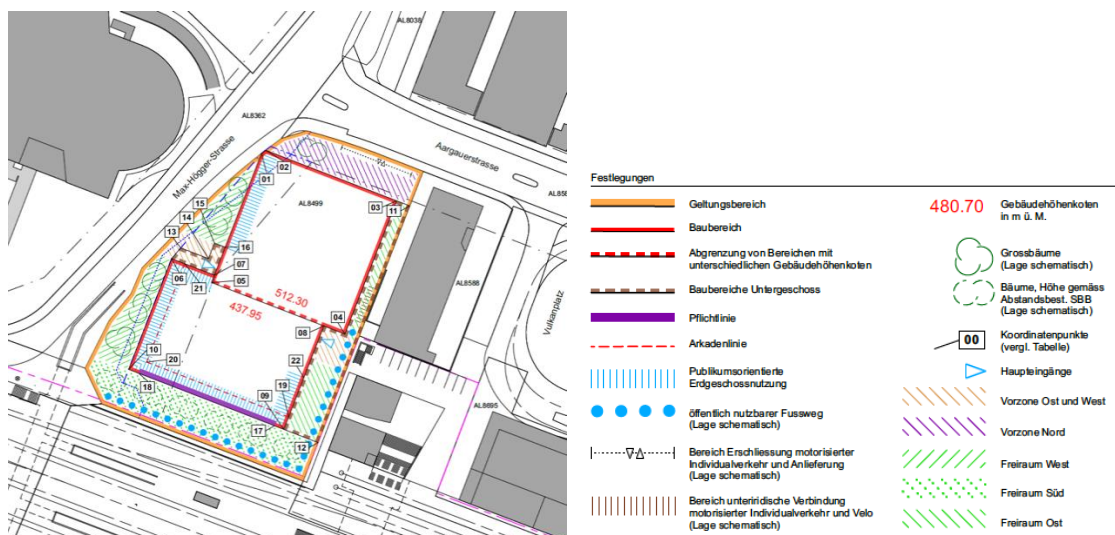 AL8038
AL8362
Max-Högger-Strasse
Aargauerstrasse
02
01
AL8499
03
11
15
14
13
16
07
06
21
05
512.30
437.95
04
08
AL8588
Vulkanplatz
10
20
22
18
19
09
17
12
AL8695
Festlegungen
Geltungsbereich
Baubereich
Abgrenzung von Bereichen mit
unterschiedlichen Gebäudehöhenkoten
Baubereiche Untergeschoss
Pflichtlinie
Arkadenlinie
Publikumsorientierte
Erdgeschossnutzung
öffentlich nutzbarer Fussweg
(Lage schematisch)
Bereich Erschliessung motorisierter
Individualverkehr und Anlieferung
(Lage schematisch)
Bereich unteriridische Verbindung
motorisierter Individualverkehr und Velo
(Lage schematisch)
480.70
Gebäudehöhenkoten
in m ü. M.
Grossbäume
(Lage schematisch)
Bäume, Höhe gemäss
Abstandsbest. SBB
(Lage schematisch)
00
Koordinatenpunkte
(vergl. Tabelle)
Haupteingänge
Vorzone Ost und West
Vorzone Nord
Freiraum West
Freiraum Süd
Freiraum Ost